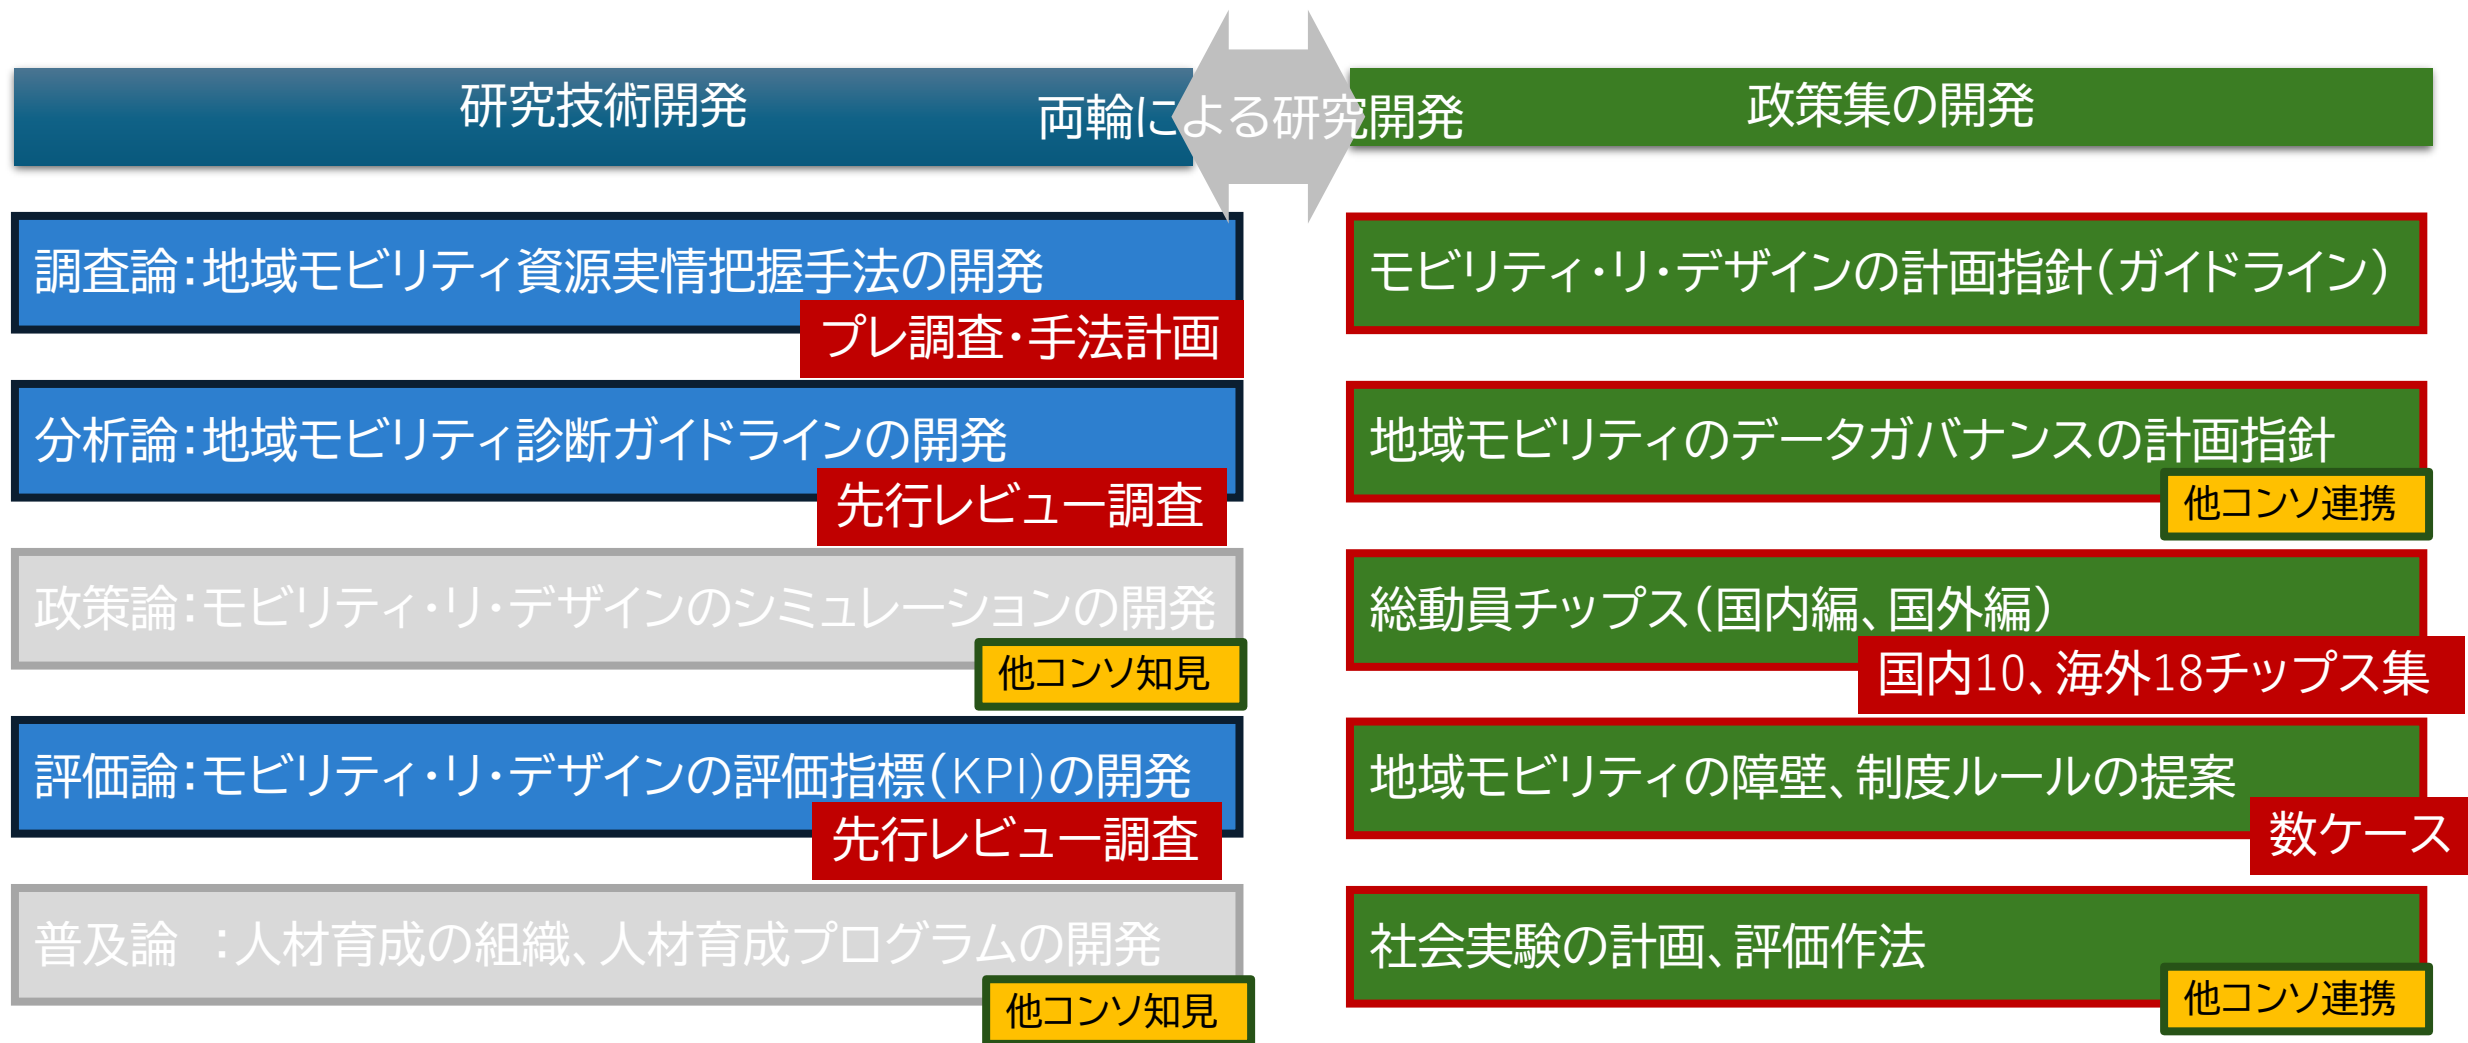 研究技術開発
両輪による研究開発
政策集の開発
調査論：地域モビリティ資源実情把握手法の開発
プレ調査・手法計画
分析論：地域モビリティ診断ガイドラインの開発
先行レビュー調査
政策論：モビリティ・リ・デザインのシミュレーションの開発
他コンソ知見
評価論：モビリティ・リ・デザインの評価指標（KPI)の開発
先行レビュー調査
普及論　：人材育成の組織、人材育成プログラムの開発
他コンソ知見
モビリティ・リ・デザインの計画指針（ガイドライン）
地域モビリティのデータガバナンスの計画指針
他コンソ連携
総動員チップス（国内編、国外編）
国内10、海外18チップス集
地域モビリティの障壁、制度ルールの提案
数ケース
社会実験の計画、評価作法
他コンソ連携